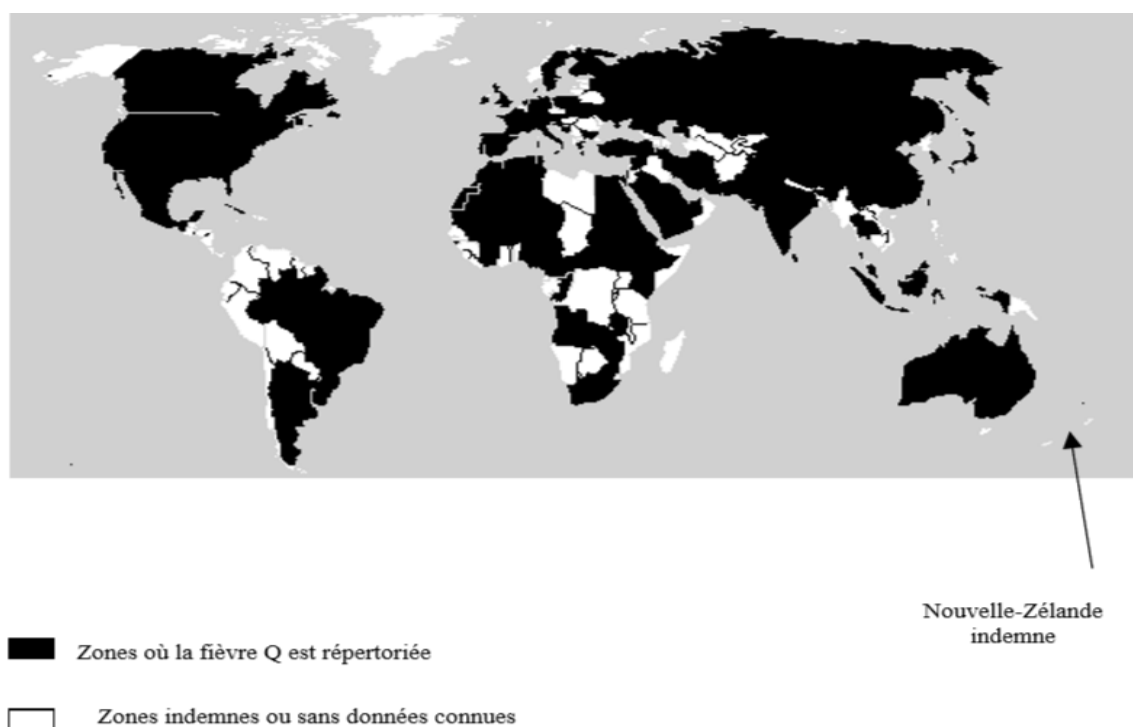 Nouvelle-Zélande
indemne
Zones où la fièvre Q est répertoriée
Zones indemnes ou sans données connues